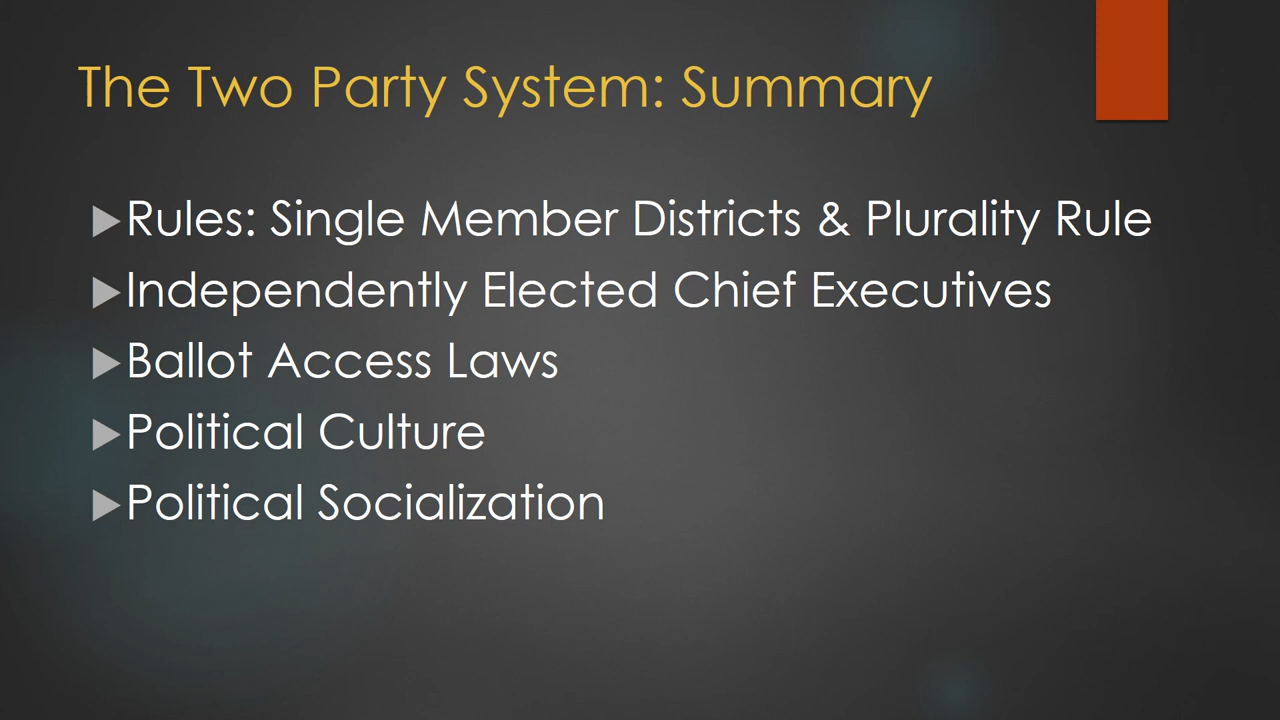 The Two Party System: Summary
Rules: Single Member Districts & Plurality Rule
Independently Elected Chief Executives
Ballot Access Laws
Political Culture
Political Socialization